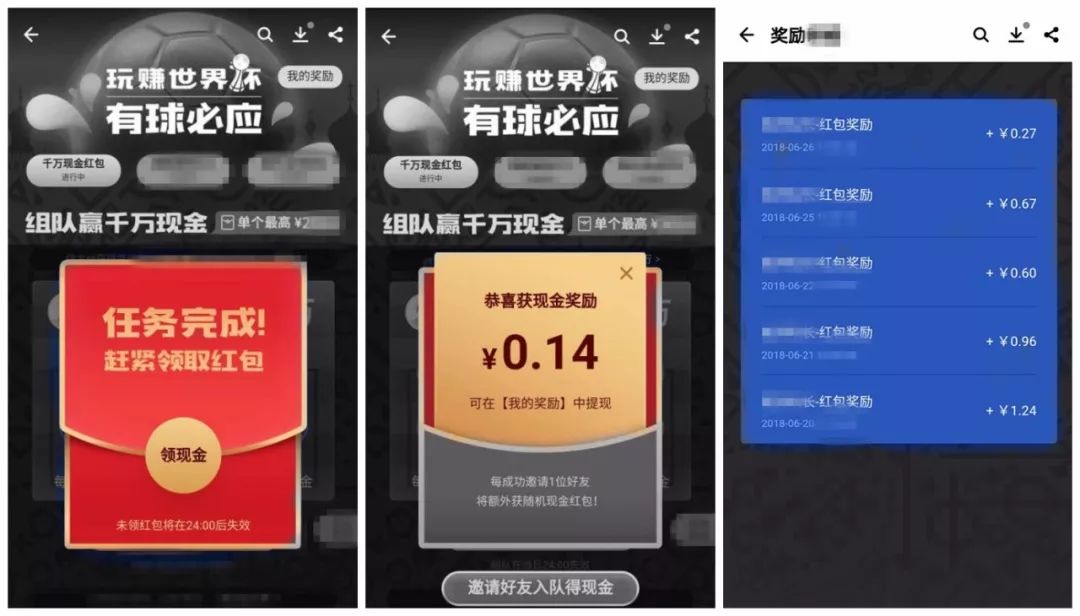 玩赚世界杯
我的奖励
有球必应
千万现金红包
进行中
组队赢千万现金
单个最高 ¥2
任务完成!
赶紧领取红包
领现金
未领红包将在24:00后失效
玩赚世界杯
我的奖励
有球必应
千万现金红包
进行中
组队赢千万现金
单个最高 ¥
恭喜获现金奖励
¥0.14
可在【我的奖励】中提现
每成功邀请1位好友
将额外获随机现金红包!
邀请好友入队得现金
奖励
-红包奖励
2018-06-26
+ ¥0.27
-红包奖励
2018-06-25
+ ¥0.67
-红包奖励
2018-06-22
+ ¥0.60
长-红包奖励
2018-06-21
+ ¥0.96
长-红包奖励
2018-06-20
+ ¥1.24